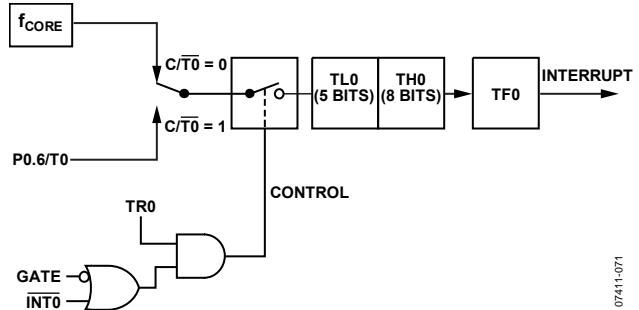 fCORE
C/T0̅ = 0
C/T0̅ = 1
P0.6/T0
TL0
(5 BITS)
TH0
(8 BITS)
TF0
INTERRUPT
CONTROL
TR0
GATE
I̅N̅T̅0̅
07411-071